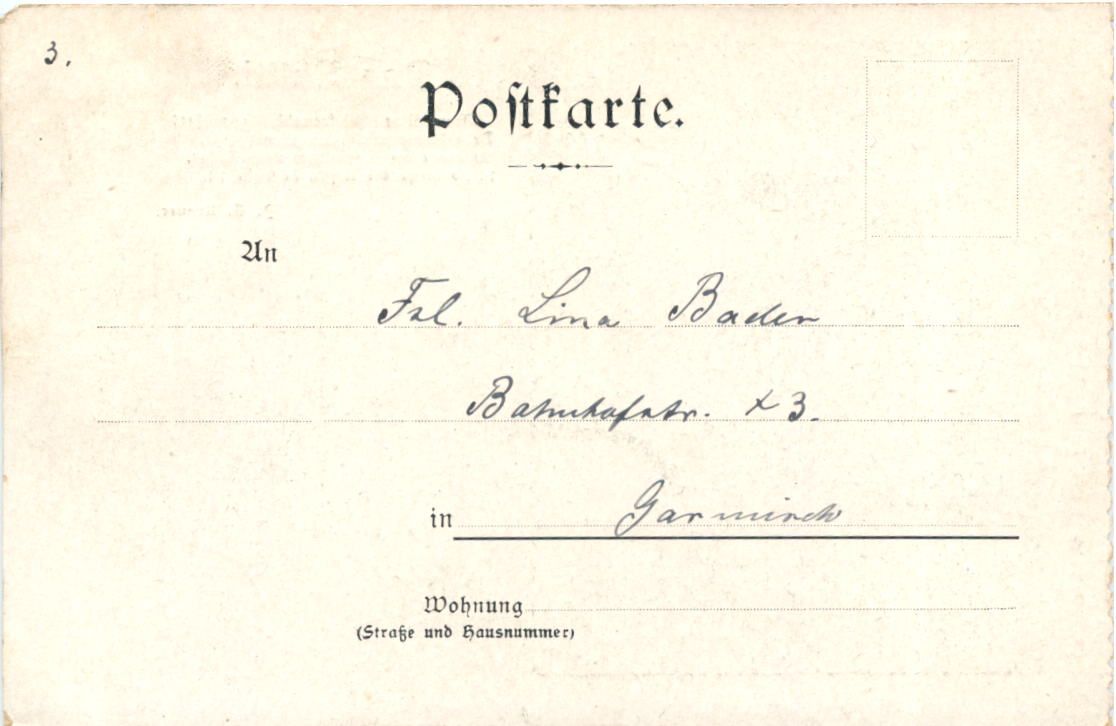 3.
Postkarte.
An
Frl. Lina Bader
Bahnhofstr. 3.
in Garmisch
Wohnung
(Straße und Hausnummer)